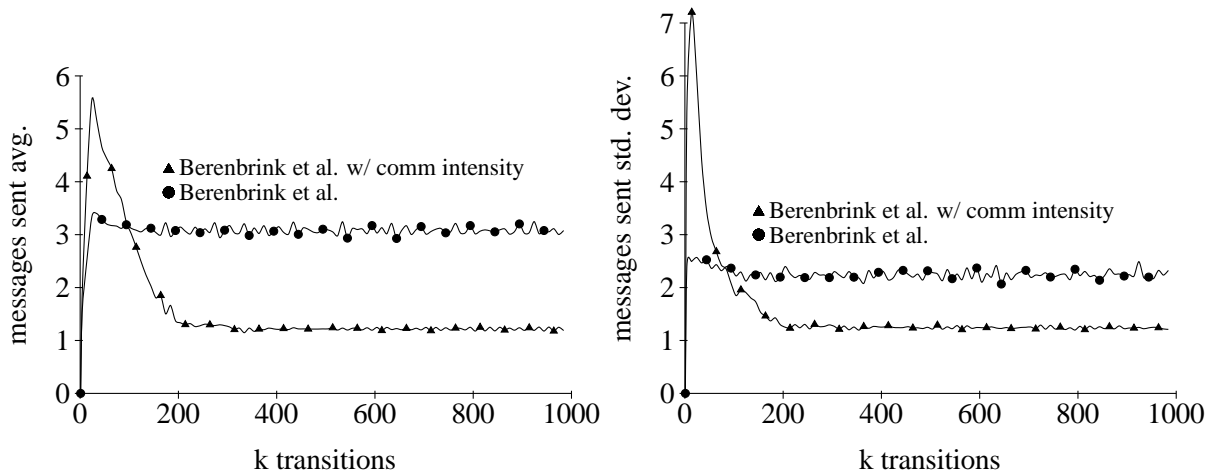 messages sent avg.
6
5
4
3
2
1
0
0 200 400 600 800 1000
k transitions
Berenbrink et al. w/ comm intensity
Berenbrink et al.
messages sent std. dev.
7
6
5
4
3
2
1
0
0 200 400 600 800 1000
k transitions
Berenbrink et al. w/ comm intensity
Berenbrink et al.